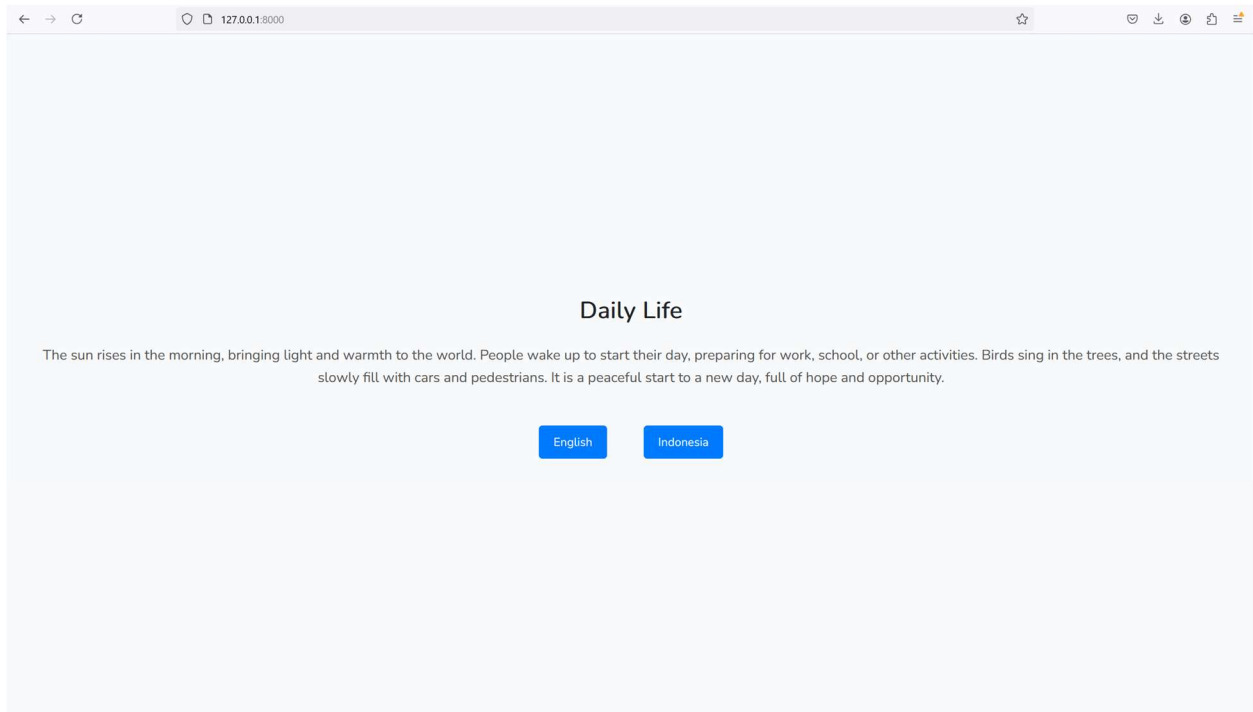 127.0.0.1:8000
Daily Life
The sun rises in the morning, bringing light and warmth to the world. People wake up to start their day, preparing for work, school, or other activities. Birds sing in the trees, and the streets
slowly fill with cars and pedestrians. It is a peaceful start to a new day, full of hope and opportunity.
English Indonesia